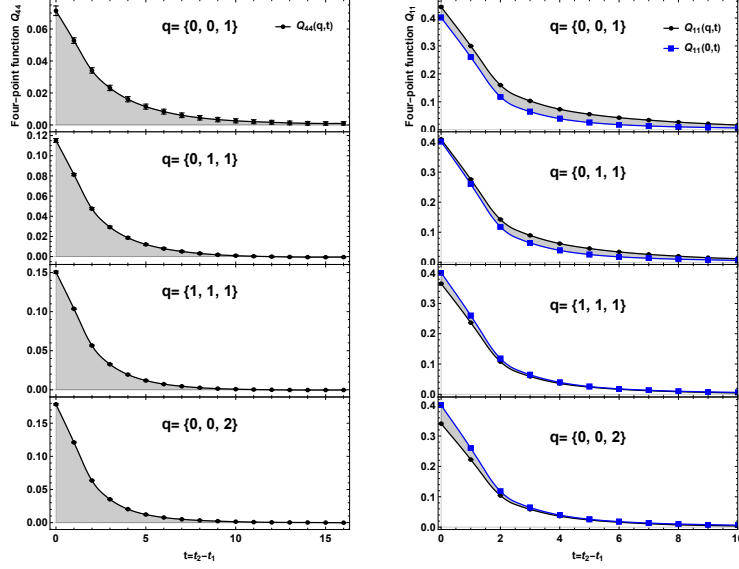 Four-point function Q44
0.06
0.04
0.02
0.00
q= {0, 0, 1}
Q44(q,t)
0.12
0.10
0.08
0.06
0.04
0.02
0.00
q= {0, 1, 1}
0.15
0.10
0.05
0.00
q= {1, 1, 1}
0.15
0.10
0.05
0.00
q= {0, 0, 2}
0 5 10 15
t=t2-t1
Four-point function Q11
0.4
0.3
0.2
0.1
0.0
q= {0, 0, 1}
Q11(q,t)
Q11(0,t)
0.4
0.3
0.2
0.1
0.0
q= {0, 1, 1}
0.4
0.3
0.2
0.1
0.0
q= {1, 1, 1}
0.4
0.3
0.2
0.1
0.0
q= {0, 0, 2}
0 2 4 6 8 10
t=t2-t1